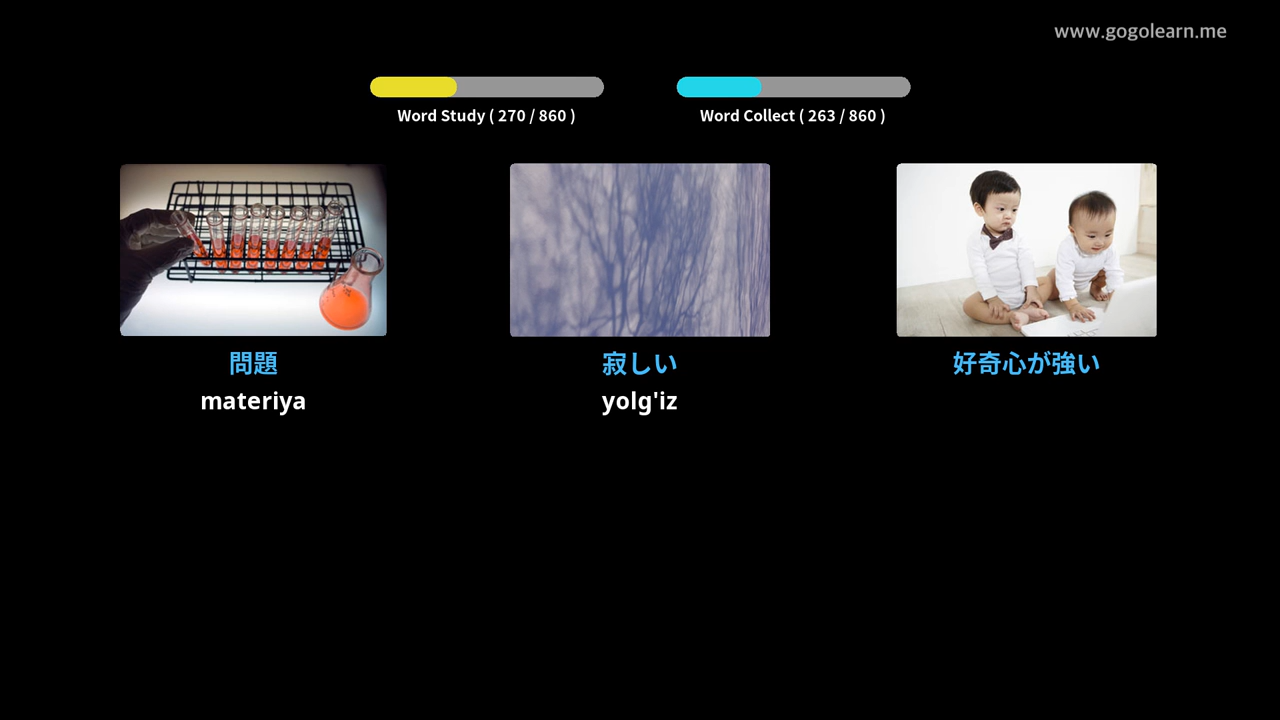 www.gogolearn.me
Word Study ( 270 / 860 )
Word Collect ( 263 / 860 )
問題
寂しい
好奇心が強い
materiya
yolg'iz